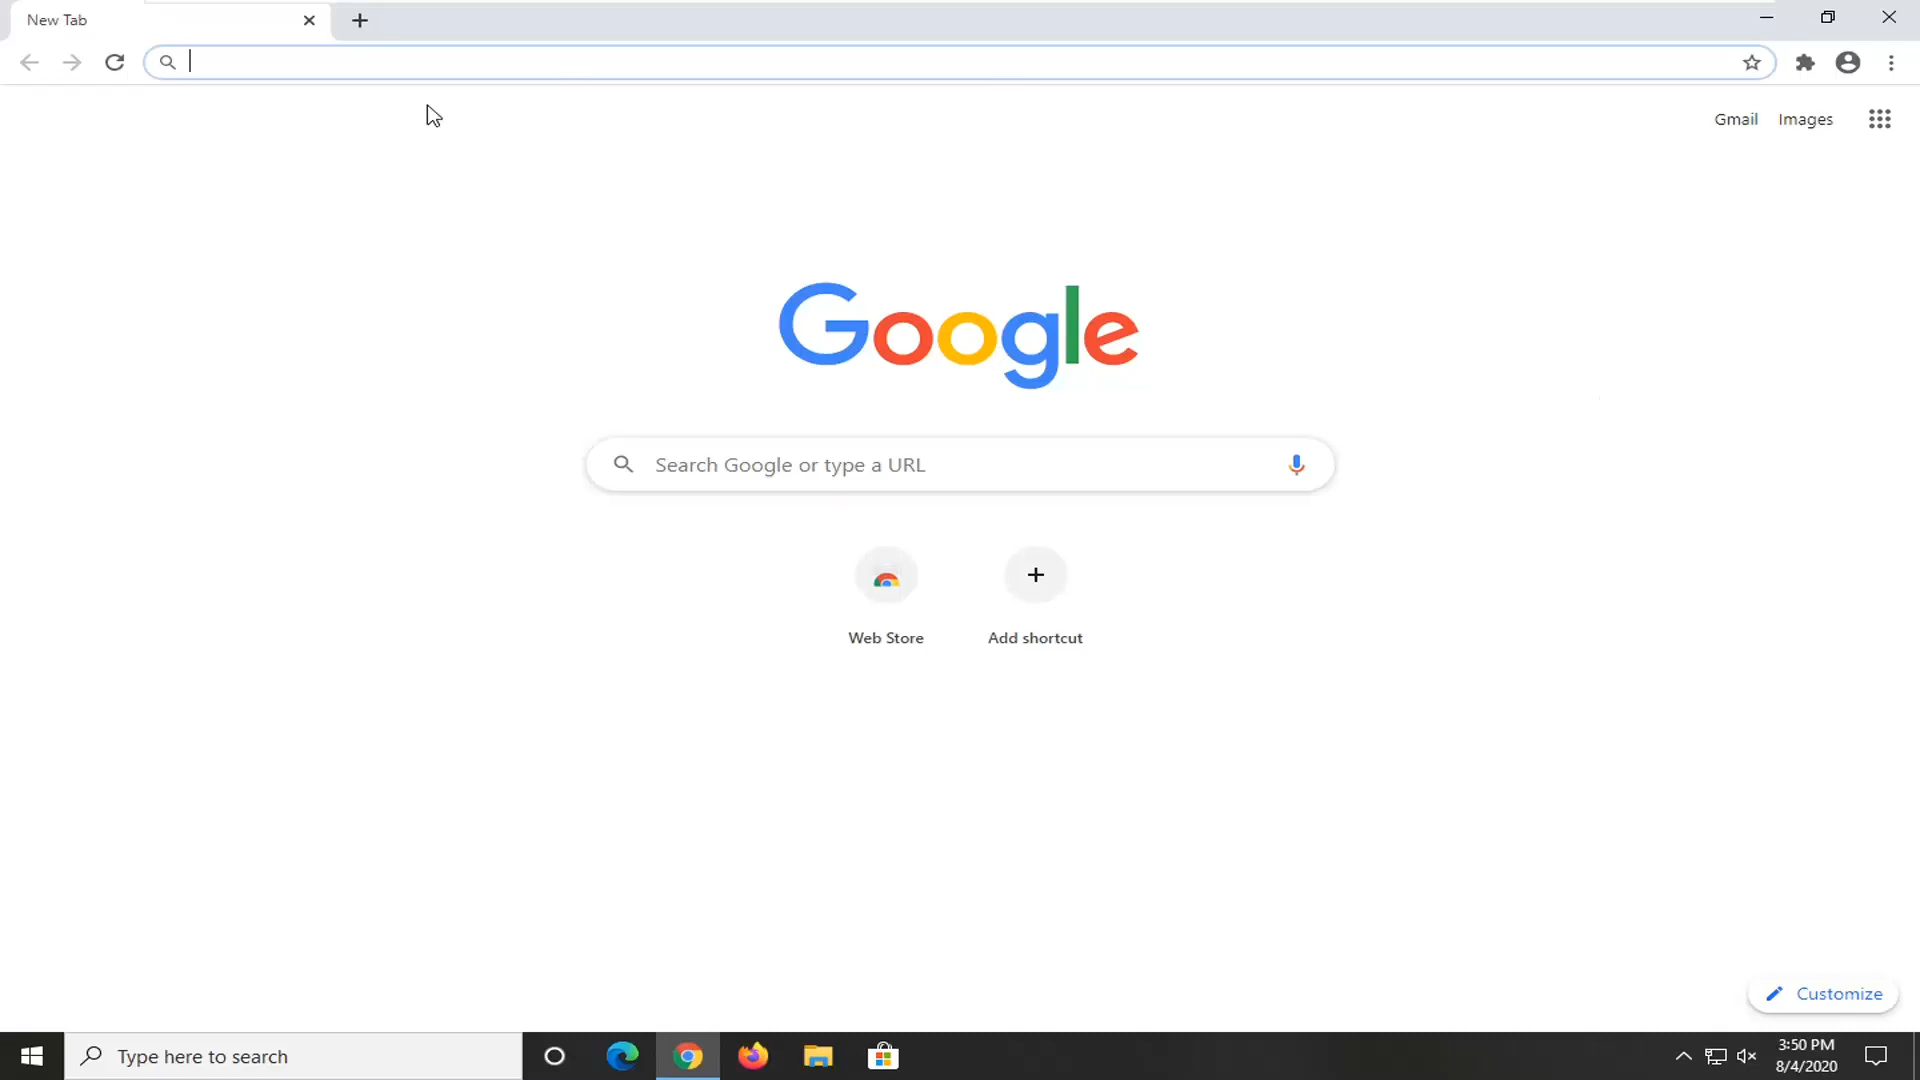 New Tab
Gmail Images
Google
Search Google or type a URL
Web Store Add shortcut
Customize
Type here to search
3:50 PM
8/4/2020